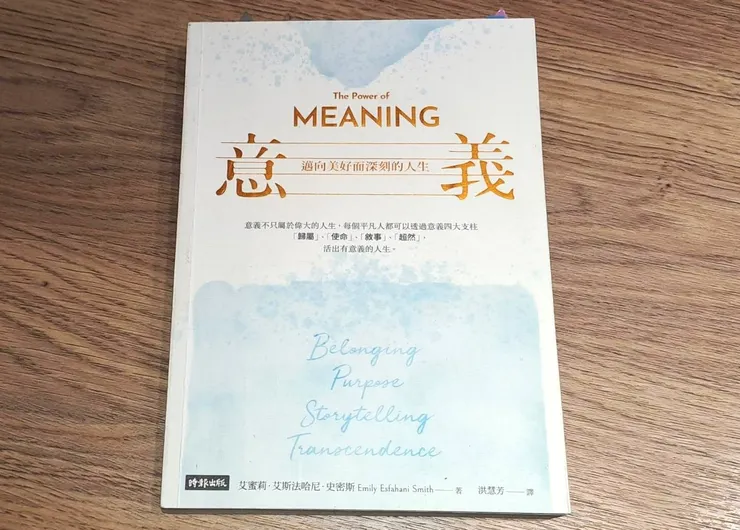 The Power of
MEANING
意義
邁向美好而深刻的人生
意義不只屬於偉大的人生，每個平凡人都可以透過意義四大支柱
「歸屬」、「使命」、「敘事」、「超然」，
活出有意義的人生。
Belonging
Purpose
Storytelling
Transcendence
時報出版
艾蜜莉·艾斯法哈尼·史密斯 Emily Esfahani Smith——著 洪慧芳——譯